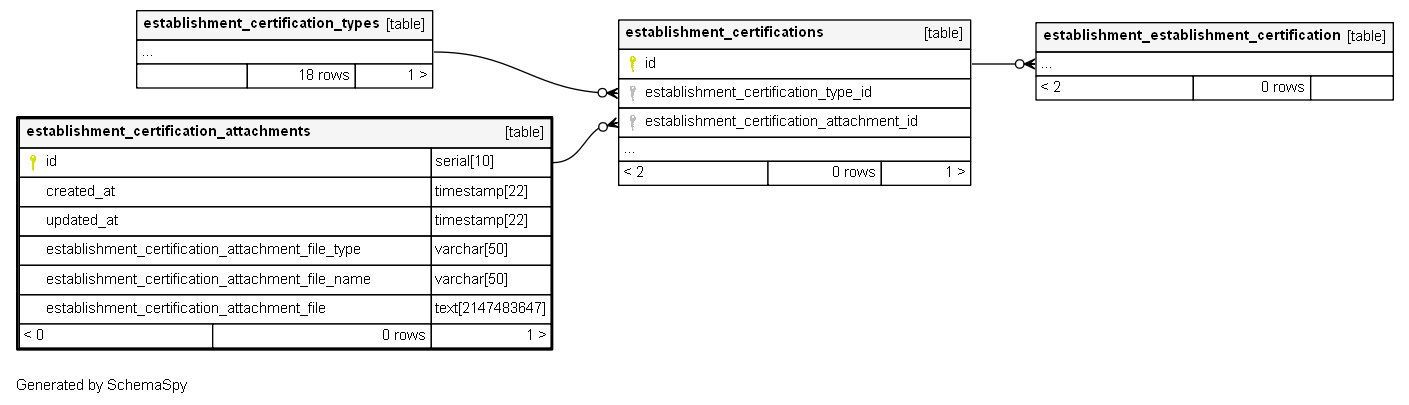 establishment_certification_types [table]
...
18 rows 1 >
establishment_certification_attachments [table]
id serial[10]
created_at timestamp[22]
updated_at timestamp[22]
establishment_certification_attachment_file_type varchar[50]
establishment_certification_attachment_file_name varchar[50]
establishment_certification_attachment_file text[2147483647]
< 0 0 rows 1 >
establishment_certifications [table]
id
establishment_certification_type_id
establishment_certification_attachment_id
...
< 2 0 rows 1 >
establishment_establishment_certification [table]
...
< 2 0 rows
Generated by SchemaSpy